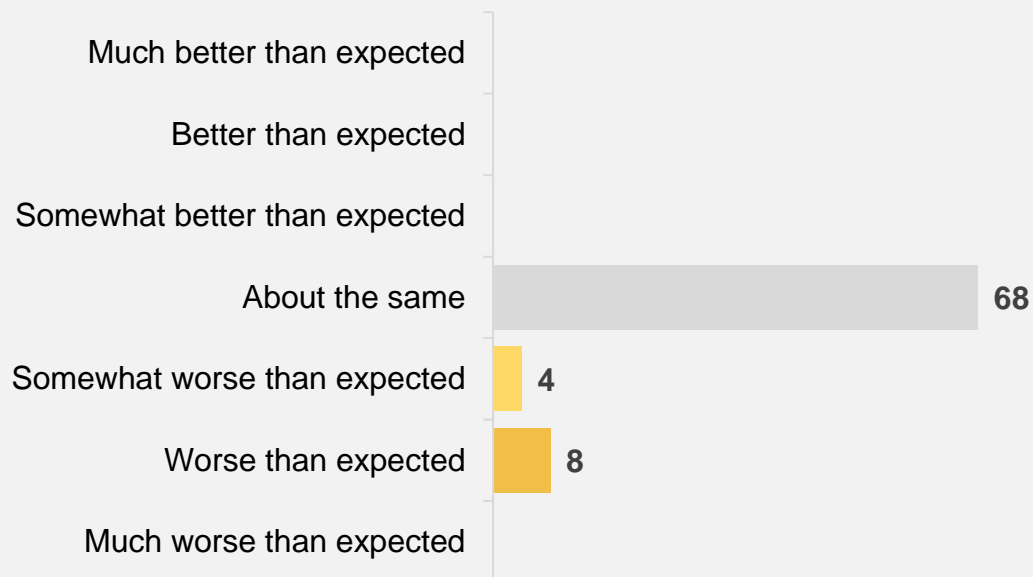 Much better than expected
Better than expected
Somewhat better than expected
About the same 68
Somewhat worse than expected 4
Worse than expected 8
Much worse than expected